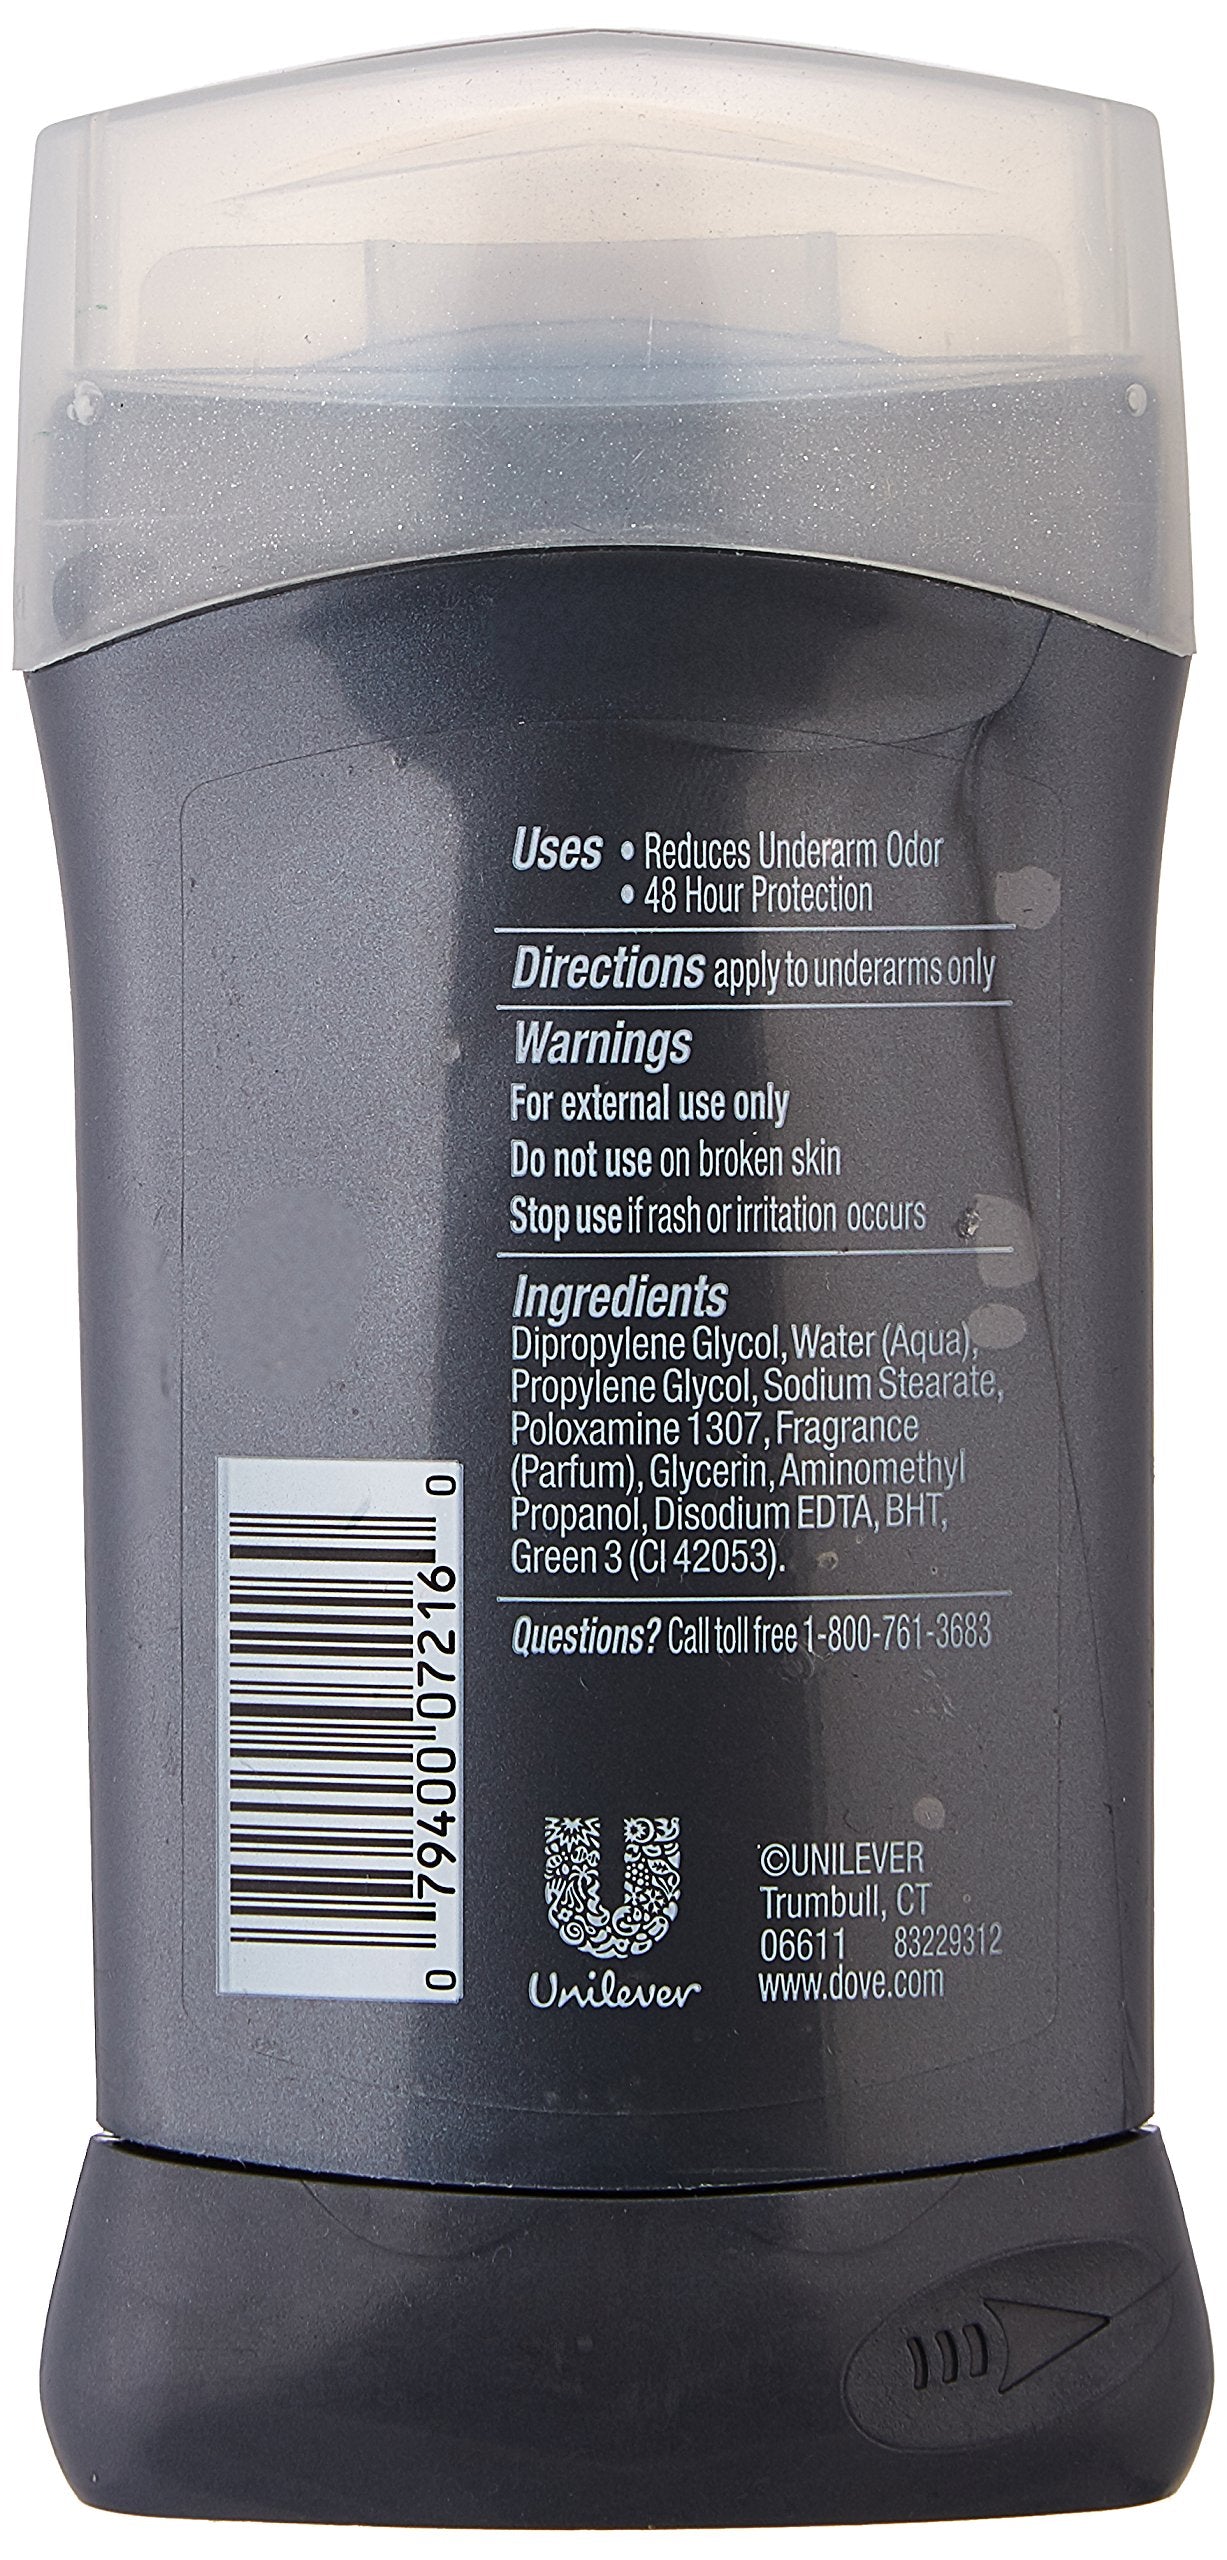 Uses • Reduces Underarm Odor
• 48 Hour Protection
Directions apply to underarms only
Warnings
For external use only
Do not use on broken skin
Stop use if rash or irritation occurs
Ingredients
Dipropylene Glycol, Water (Aqua),
Propylene Glycol, Sodium Stearate,
Poloxamine 1307, Fragrance
(Parfum), Glycerin, Aminomethyl
Propanol, Disodium EDTA, BHT,
Green 3 (CI 42053).
Questions? Call toll free 1-800-761-3683
0 79400 07216 0
Unilever
©UNILEVER
Trumbull, CT
06611 83229312
www.dove.com